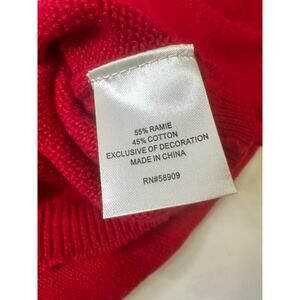 55% RAMIE
45% COTTON
EXCLUSIVE OF DECORATION
MADE IN CHINA
RN#58909